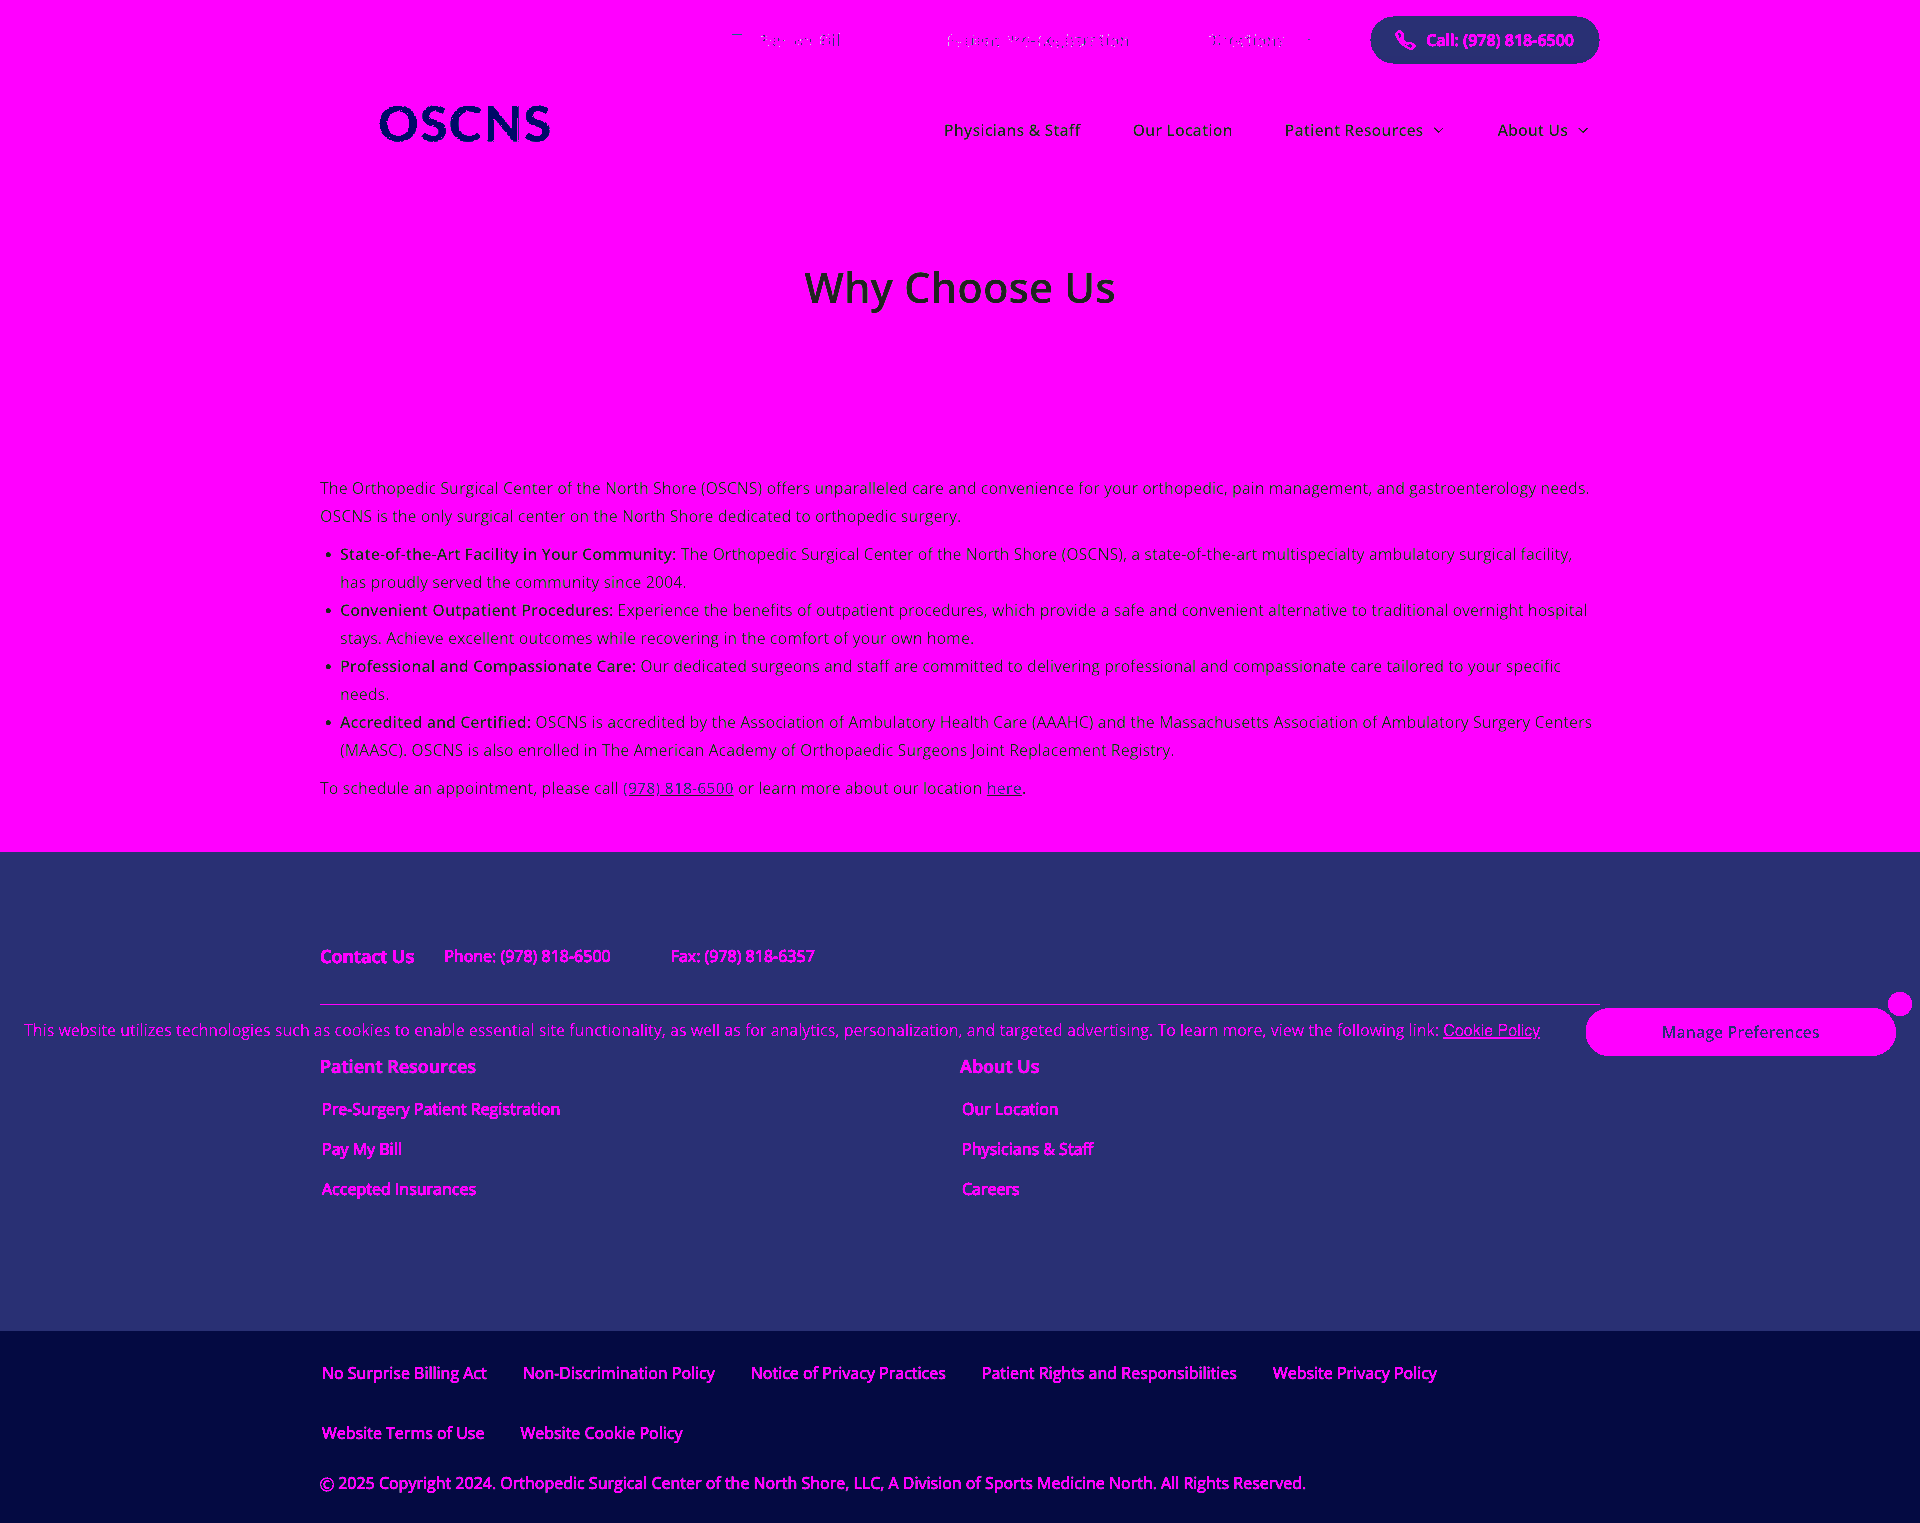 Call: (978) 818-6500
OSCNS
Physicians & Staff
Our Location
Patient Resources
About Us
Why Choose Us
The Orthopedic Surgical Center of the North Shore (OSCNS) offers unparalleled care and convenience for your orthopedic, pain management, and gastroenterology needs.
OSCNS is the only surgical center on the North Shore dedicated to orthopedic surgery.
• State-of-the-Art Facility in Your Community: The Orthopedic Surgical Center of the North Shore (OSCNS), a state-of-the-art multispecialty ambulatory surgical facility,
has proudly served the community since 2004.
• Convenient Outpatient Procedures: Experience the benefits of outpatient procedures, which provide a safe and convenient alternative to traditional overnight hospital
stays. Achieve excellent outcomes while recovering in the comfort of your own home.
• Professional and Compassionate Care: Our dedicated surgeons and staff are committed to delivering professional and compassionate care tailored to your specific
needs.
• Accredited and Certified: OSCNS is accredited by the Association of Ambulatory Health Care (AAAHC) and the Massachusetts Association of Ambulatory Surgery Centers
(MAASC). OSCNS is also enrolled in The American Academy of Orthopaedic Surgeons Joint Replacement Registry.
To schedule an appointment, please call (978) 818-6500 or learn more about our location here.
Contact Us
Phone: (978) 818-6500
Fax: (978) 818-6357
This website utilizes technologies such as cookies to enable essential site functionality, as well as for analytics, personalization, and targeted advertising. To learn more, view the following link: Cookie Policy
Manage Preferences
Patient Resources
Pre-Surgery Patient Registration
Pay My Bill
Accepted Insurances
About Us
Our Location
Physicians & Staff
Careers
No Surprise Billing Act
Non-Discrimination Policy
Notice of Privacy Practices
Patient Rights and Responsibilities
Website Privacy Policy
Website Terms of Use
Website Cookie Policy
© 2025 Copyright 2024. Orthopedic Surgical Center of the North Shore, LLC, A Division of Sports Medicine North. All Rights Reserved.